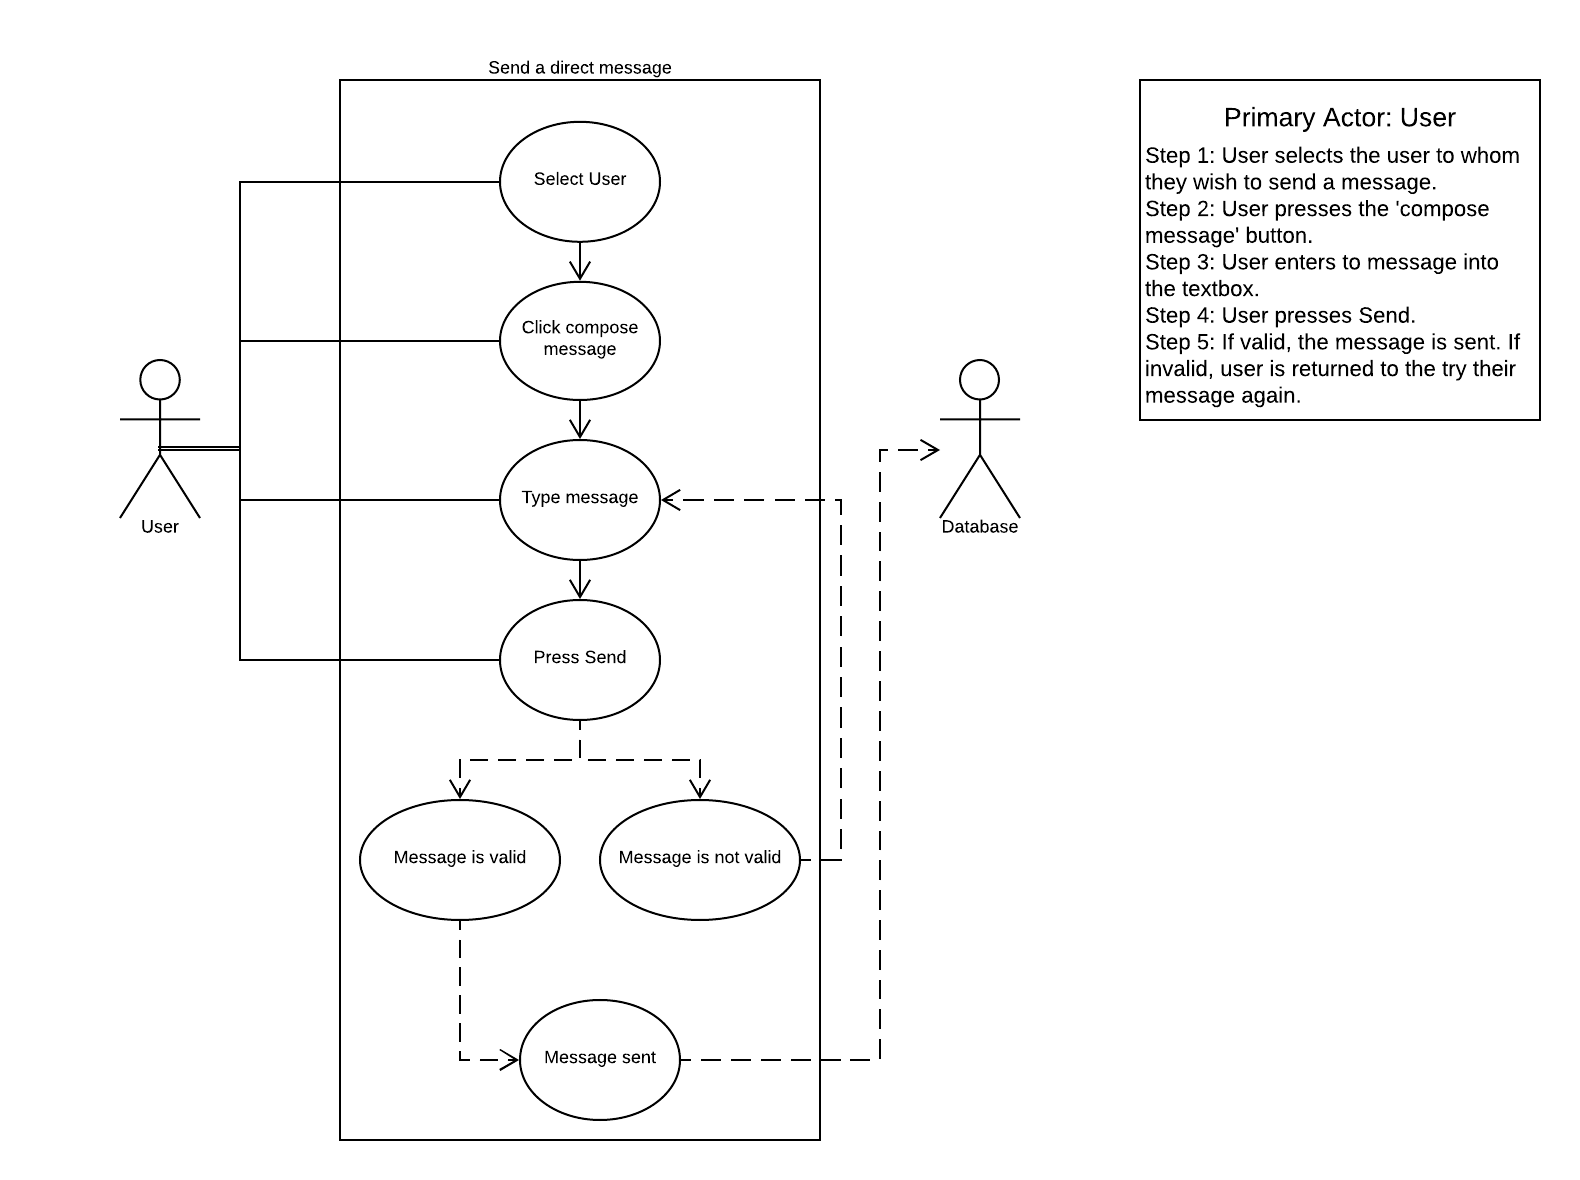 Send a direct message
Select User
Click compose
message
Type message
Press Send
Message is valid
Message is not valid
Message sent
User
Database
Primary Actor: User
Step 1: User selects the user to whom
they wish to send a message.
Step 2: User presses the 'compose
message' button.
Step 3: User enters to message into
the textbox.
Step 4: User presses Send.
Step 5: If valid, the message is sent. If
invalid, user is returned to the try their
message again.